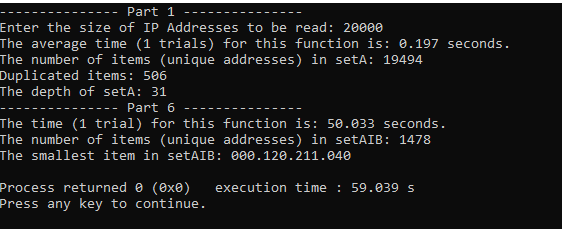 --------------- Part 1 ---------------
Enter the size of IP Addresses to be read: 20000
The average time (1 trials) for this function is: 0.197 seconds.
The number of items (unique addresses) in setA: 19494
Duplicated items: 506
The depth of setA: 31
--------------- Part 6 ---------------
The time (1 trial) for this function is: 50.033 seconds.
The number of items (unique addresses) in setAIB: 1478
The smallest item in setAIB: 000.120.211.040
Process returned 0 (0x0)   execution time : 59.039 s
Press any key to continue.